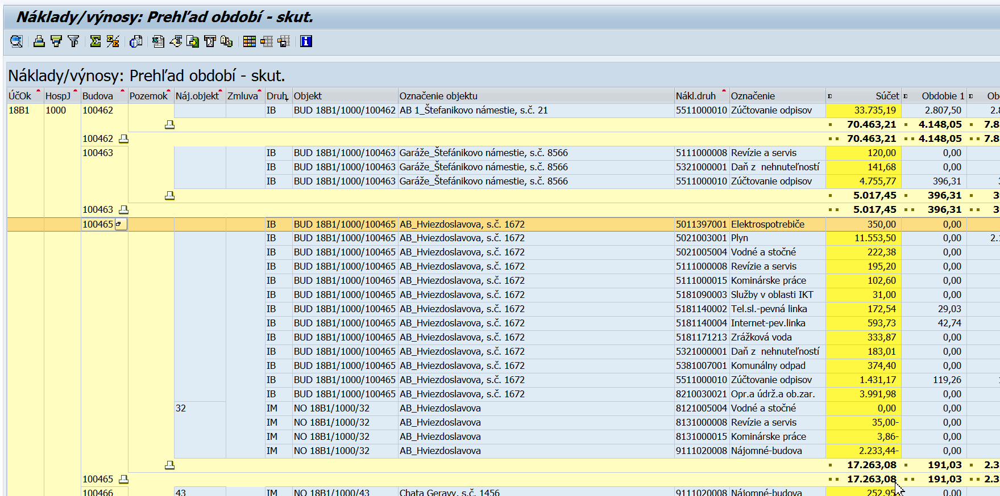 Náklady/výnosy: Prehľad období - skut.
Náklady/výnosy: Prehľad období - skut.
ÚčOk HospJ Budova Pozemok Náj.objekt Zmluva Druh Objekt Označenie objektu Nákl.druh Označenie Súčet Obdobie 1
18B1 1000 100462 IB BUD 18B1/1000/100462 AB 1_Štefanikovo námestie, s.č. 21 5511000010 Zúčtovanie odpisov 33.735,19 2.807,50
70.463,21 4.148,05
100462 70.463,21 4.148,05
100463 IB BUD 18B1/1000/100463 Garáže_Štefánikovo námestie, s.č. 8566 5111000008 Revízie a servis 120,00 0,00
IB BUD 18B1/1000/100463 Garáže_Štefánikovo námestie, s.č. 8566 5321000001 Daň z  nehnuteľností 141,68 0,00
IB BUD 18B1/1000/100463 Garáže_Štefánikovo námestie, s.č. 8566 5511000010 Zúčtovanie odpisov 4.755,77 396,31
5.017,45 396,31
100463 5.017,45 396,31
100465 IB BUD 18B1/1000/100465 AB_Hviezdoslavova, s.č. 1672 5011397001 Elektrospotrebiče 350,00 0,00
IB BUD 18B1/1000/100465 AB_Hviezdoslavova, s.č. 1672 5021003001 Plyn 11.553,50 0,00
IB BUD 18B1/1000/100465 AB_Hviezdoslavova, s.č. 1672 5021005004 Vodné a stočné 222,38 0,00
IB BUD 18B1/1000/100465 AB_Hviezdoslavova, s.č. 1672 5111000008 Revízie a servis 195,20 0,00
IB BUD 18B1/1000/100465 AB_Hviezdoslavova, s.č. 1672 5111000015 Kominárske práce 102,60 0,00
IB BUD 18B1/1000/100465 AB_Hviezdoslavova, s.č. 1672 5181090003 Služby v oblasti IKT 31,00 0,00
IB BUD 18B1/1000/100465 AB_Hviezdoslavova, s.č. 1672 5181140002 Tel.sl.-pevná linka 172,54 29,03
IB BUD 18B1/1000/100465 AB_Hviezdoslavova, s.č. 1672 5181140004 Internet-pev.linka 593,73 42,74
IB BUD 18B1/1000/100465 AB_Hviezdoslavova, s.č. 1672 5181171213 Zrážková voda 333,87 0,00
IB BUD 18B1/1000/100465 AB_Hviezdoslavova, s.č. 1672 5321000001 Daň z  nehnuteľností 183,01 0,00
IB BUD 18B1/1000/100465 AB_Hviezdoslavova, s.č. 1672 5381007001 Komunálny odpad 374,40 0,00
IB BUD 18B1/1000/100465 AB_Hviezdoslavova, s.č. 1672 5511000010 Zúčtovanie odpisov 1.431,17 119,26
IB BUD 18B1/1000/100465 AB_Hviezdoslavova, s.č. 1672 8210030021 Opr.a údrž.a ob.zar. 3.991,98 0,00
32 IM NO 18B1/1000/32 AB_Hviezdoslavova 8121005004 Vodné a stočné 0,00 0,00
IM NO 18B1/1000/32 AB_Hviezdoslavova 8131000008 Revízie a servis 35,00- 0,00
IM NO 18B1/1000/32 AB_Hviezdoslavova 8131000015 Kominárske práce 3,86- 0,00
IM NO 18B1/1000/32 AB_Hviezdoslavova 9111020008 Nájomné-budova 2.233,44- 0,00
17.263,08 191,03
100465 17.263,08 191,03
100466 43 IM NO 18B1/1000/43 Chata Geravy, s.č. 1456 9111020008 Nájomné-budova 252,95 0,00